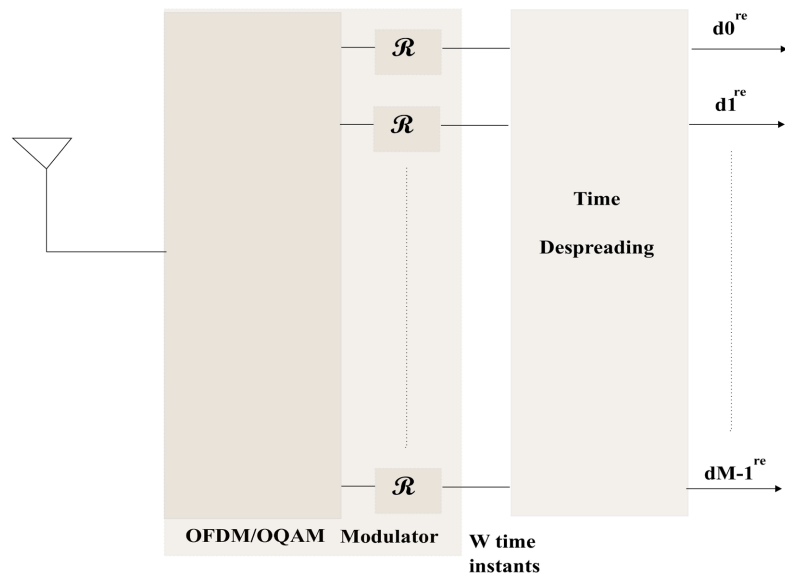 d0^re
ℛ
d1^re
ℛ
Time
Despreading
dM-1^re
ℛ
OFDM/OQAM Modulator
W time
instants